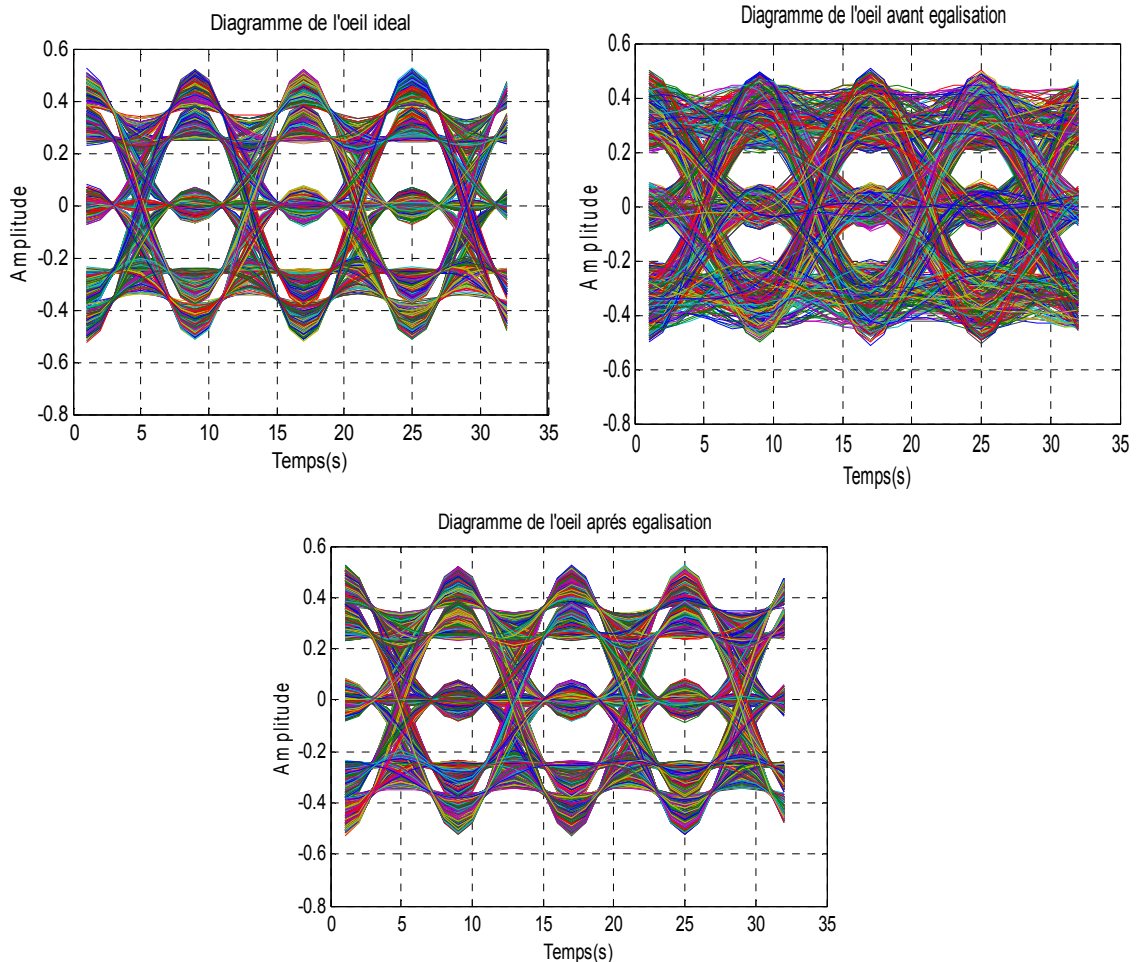 Diagramme de l'oeil ideal
0.6
0.4
0.2
0
-0.2
-0.4
-0.6
-0.8
Amplitude
0 5 10 15 20 25 30 35
Temps(s)
Diagramme de l'oeil avant egalisation
0.6
0.4
0.2
0
-0.2
-0.4
-0.6
-0.8
Amplitude
0 5 10 15 20 25 30 35
Temps(s)
Diagramme de l'oeil aprés egalisation
0.6
0.4
0.2
0
-0.2
-0.4
-0.6
-0.8
Amplitude
0 5 10 15 20 25 30 35
Temps(s)